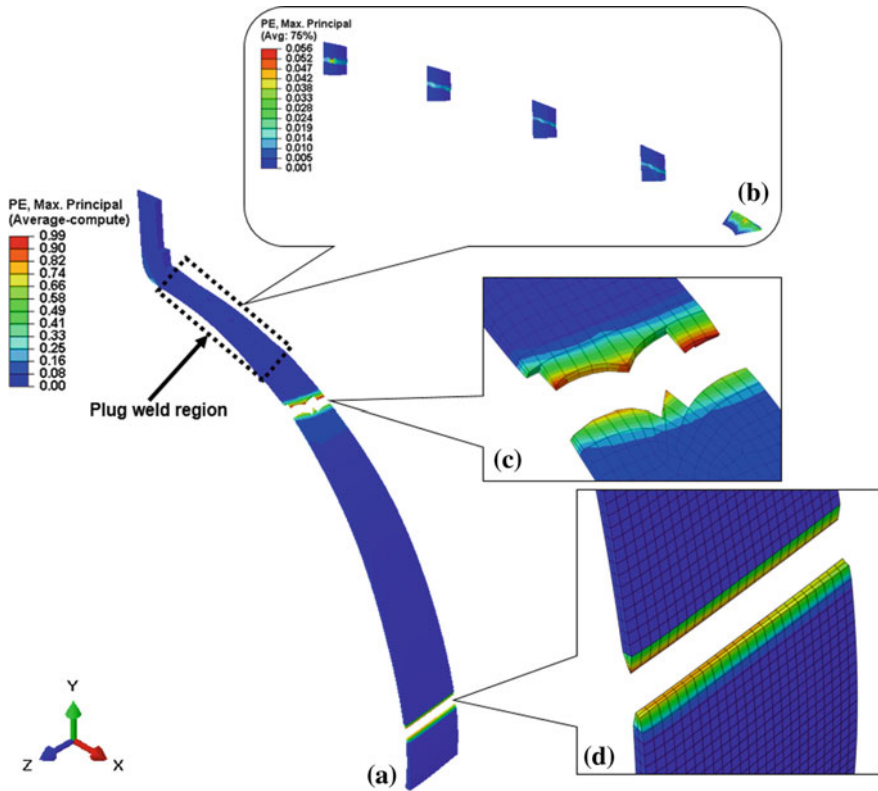 PE, Max. Principal
(Avg: 75%)
0.056
0.052
0.047
0.042
0.038
0.033
0.028
0.024
0.019
0.014
0.010
0.005
0.001
(b)
PE, Max. Principal
(Average-compute)
0.99
0.90
0.82
0.74
0.66
0.58
0.49
0.41
0.33
0.25
0.16
0.08
0.00
Plug weld region
(c)
(d)
(a)
Y
Z
X